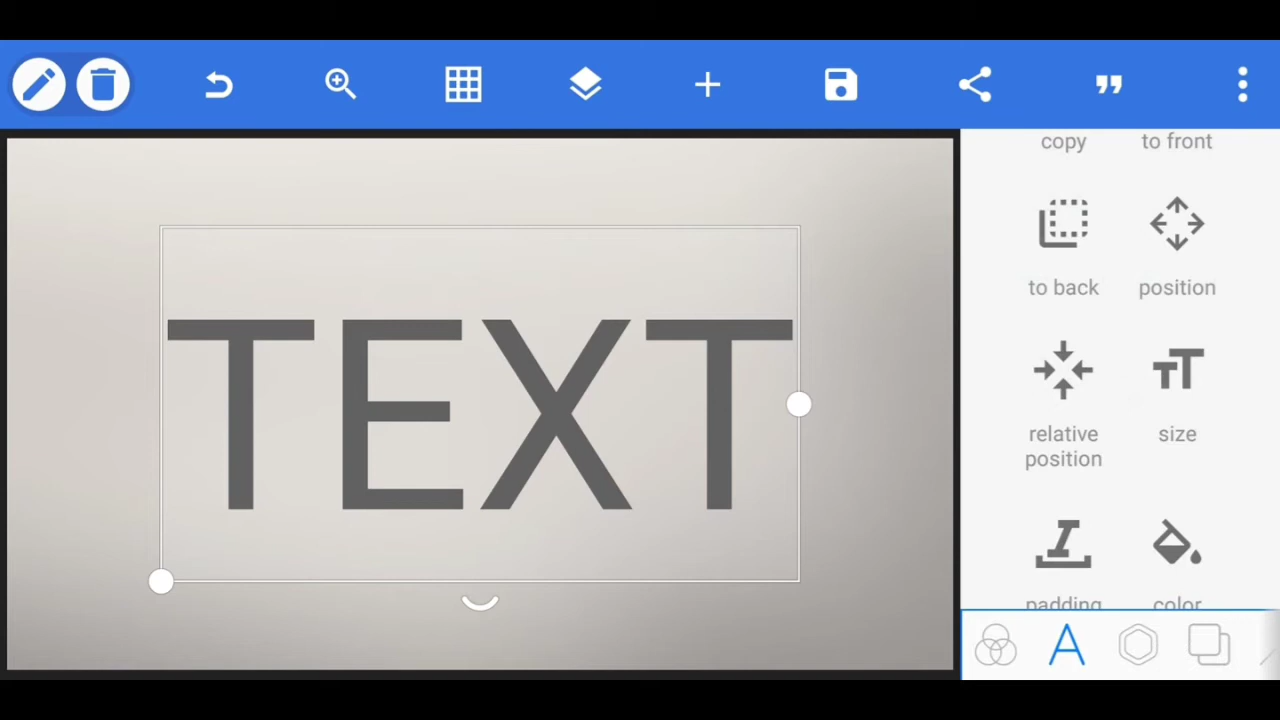 copy
to front
TEXT
to back
position
relative
position
size
padding
color